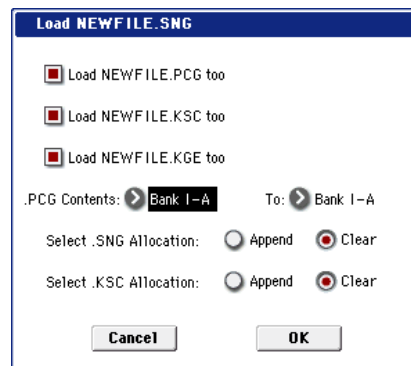 Load NEWFILE.SNG
Load NEWFILE.PCG too
Load NEWFILE.KSC too
Load NEWFILE.KGE too
.PCG Contents: Bank I-A To: Bank I-A
Select .SNG Allocation: Append Clear
Select .KSC Allocation: Append Clear
Cancel OK